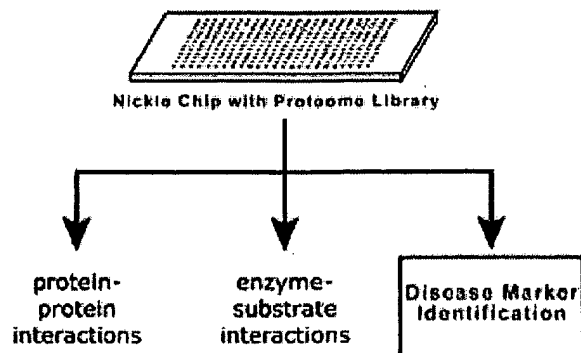 Nickle Chip with Proteome Library
protein-
protein
interactions
enzyme-
substrate
interactions
Disease Marker
Identification